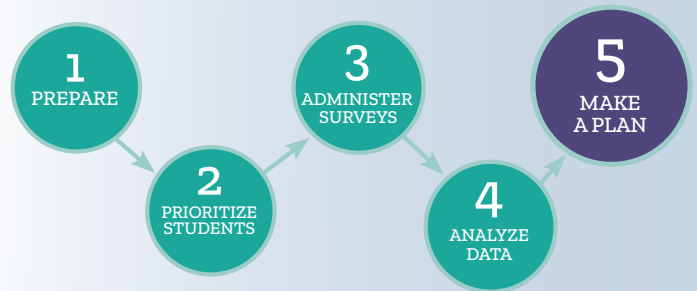 1
PREPARE
2
PRIORITIZE
STUDENTS
3
ADMINISTER
SURVEYS
4
ANALYZE
DATA
5
MAKE
A PLAN